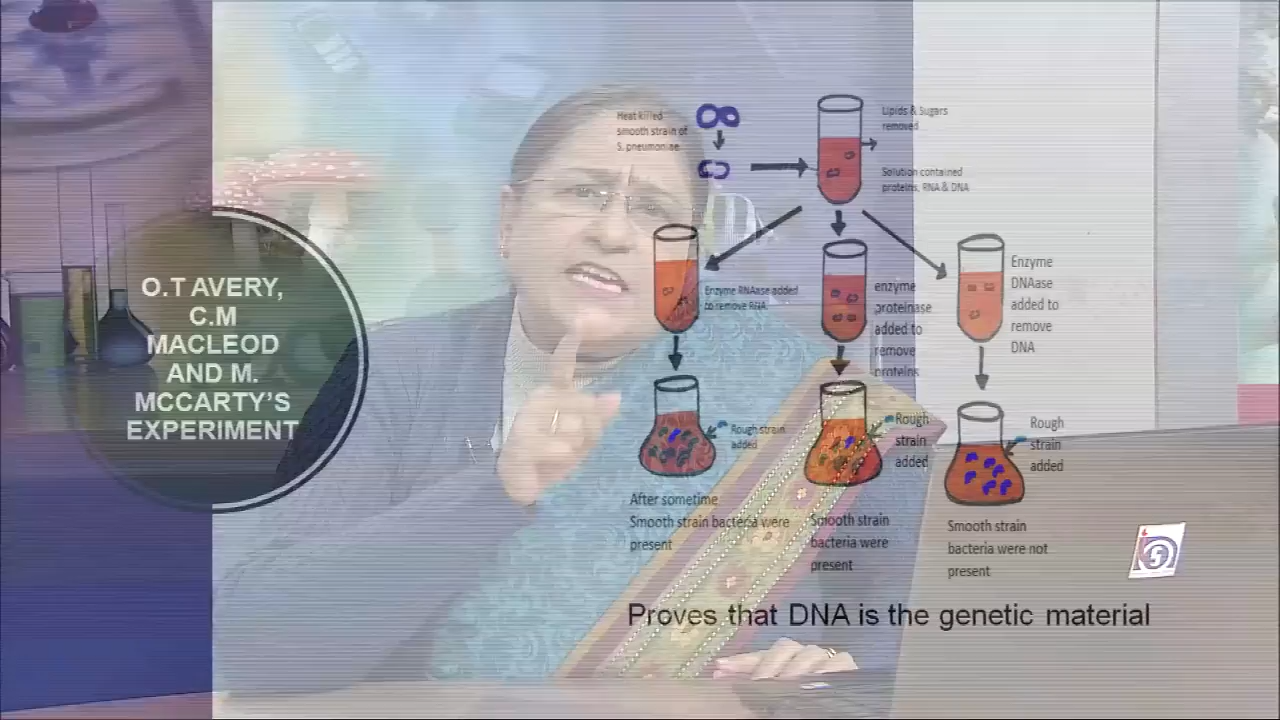 O.T AVERY,
C.M
MACLEOD
AND M.
MCCARTY'S
EXPERIMENT
Heat killed
smooth strain of
S. pneumoniae
Lipids & Sugars
removed
Solution contained
proteins, RNA & DNA
Enzyme RNAase added
to remove RNA
enzyme
proteinase
added to
remove
proteins
Enzyme
DNAase
added to
remove
DNA
Rough strain
added
Rough
strain
added
Rough
strain
added
After sometime
Smooth strain bacteria were
present
Smooth strain
bacteria were
present
Smooth strain
bacteria were not
present
Proves that DNA is the genetic material